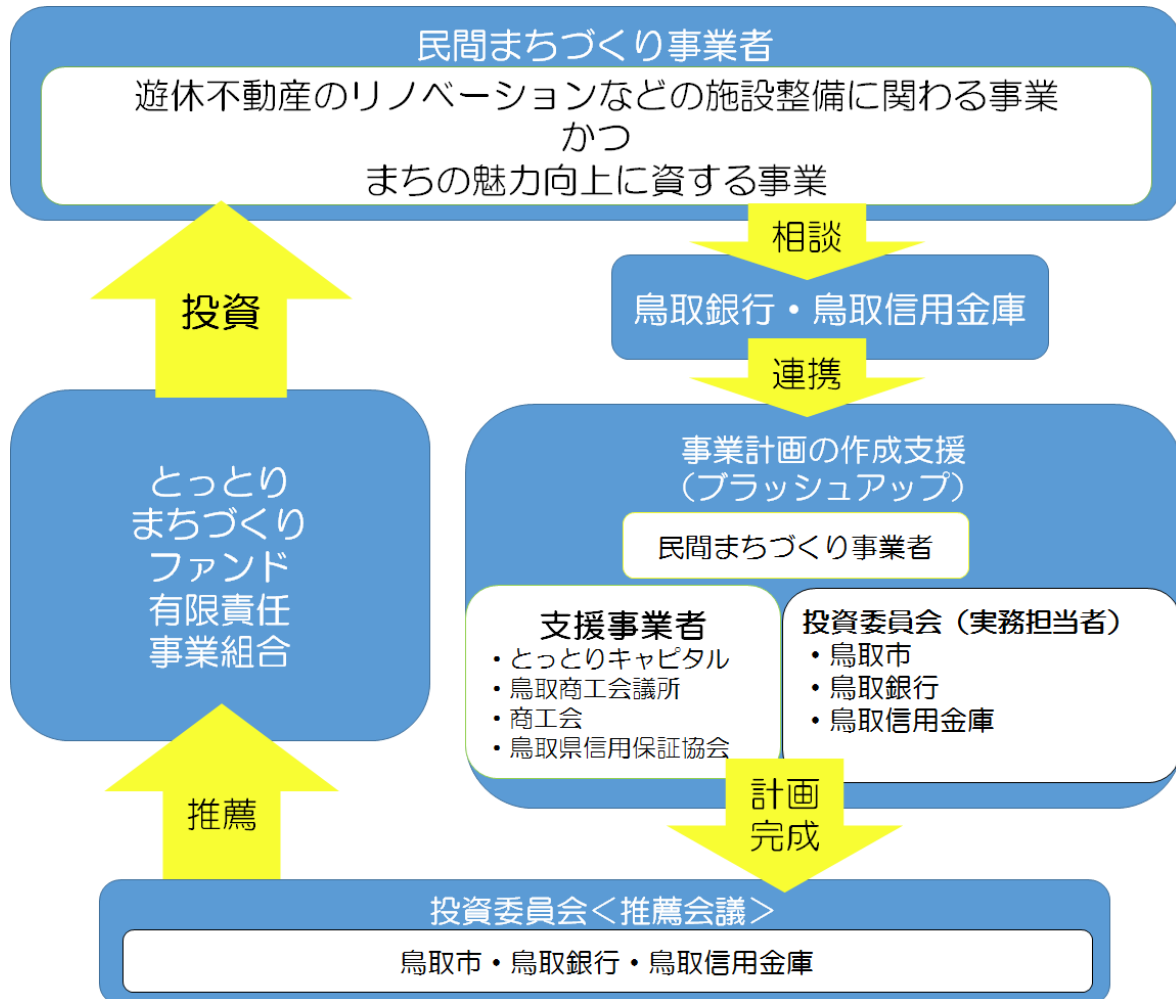 民間まちづくり事業者
遊休不動産のリノベーションなどの施設整備に関わる事業
かつ
まちの魅力向上に資する事業
相談
鳥取銀行・鳥取信用金庫
連携
事業計画の作成支援
（ブラッシュアップ）
民間まちづくり事業者
支援事業者
・とっとりキャピタル
・鳥取商工会議所
・商工会
・鳥取県信用保証協会
投資委員会（実務担当者）
・鳥取市
・鳥取銀行
・鳥取信用金庫
計画
完成
投資委員会＜推薦会議＞
鳥取市・鳥取銀行・鳥取信用金庫
推薦
とっとり
まちづくり
ファンド
有限責任
事業組合
投資